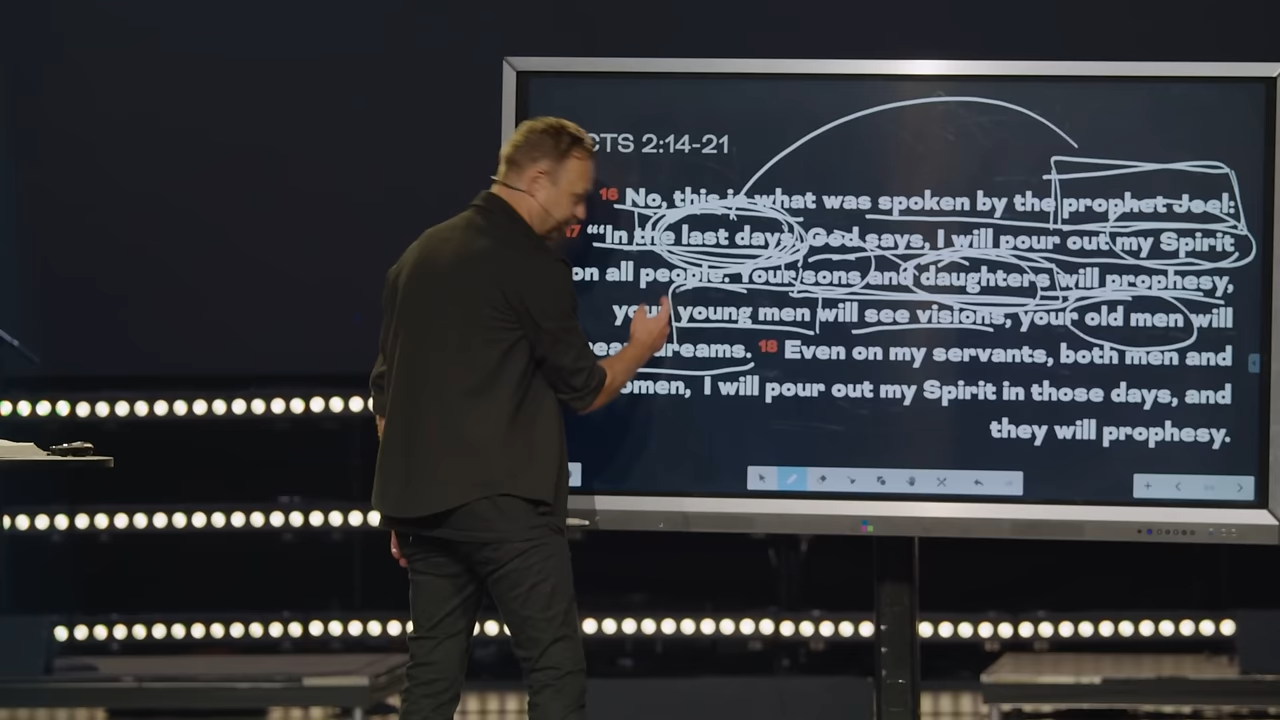 CTS 2:14-21
16 No, this is what was spoken by the prophet Joel:
17 “‘In the last days, God says, I will pour out my Spirit
on all people. Your sons and daughters will prophesy,
your young men will see visions, your old men will
dreams. 18 Even on my servants, both men and
omen, I will pour out my Spirit in those days, and
they will prophesy.